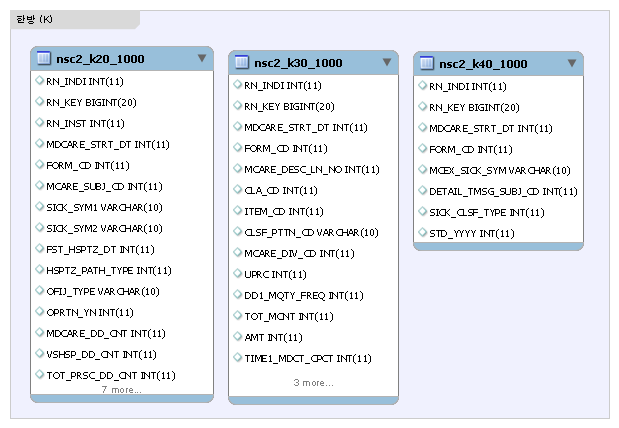 한방 (K)
nsc2_k20_1000
RN_INDI INT(11)
RN_KEY BIGINT(20)
RN_INST INT(11)
MDCARE_STRT_DT INT(11)
FORM_CD INT(11)
MCARE_SUBJ_CD INT(11)
SICK_SYM1 VARCHAR(10)
SICK_SYM2 VARCHAR(10)
FST_HSPTZ_DT INT(11)
HSPTZ_PATH_TYPE INT(11)
OFIJ_TYPE VARCHAR(10)
OPRTN_YN INT(11)
MDCARE_DD_CNT INT(11)
VSHSP_DD_CNT INT(11)
TOT_PRSC_DD_CNT INT(11)
7 more...
nsc2_k30_1000
RN_INDI INT(11)
RN_KEY BIGINT(20)
MDCARE_STRT_DT INT(11)
FORM_CD INT(11)
MCARE_DESC_LN_NO INT(11)
CLA_CD INT(11)
ITEM_CD INT(11)
CLSF_PTTN_CD VARCHAR(10)
MCARE_DIV_CD INT(11)
UPRC INT(11)
DD1_MQTY_FREQ INT(11)
TOT_MCNT INT(11)
AMT INT(11)
TIME1_MDCT_CPCT INT(11)
3 more...
nsc2_k40_1000
RN_INDI INT(11)
RN_KEY BIGINT(20)
MDCARE_STRT_DT INT(11)
FORM_CD INT(11)
MCEX_SICK_SYM VARCHAR(10)
DETAIL_TMSG_SUBJ_CD INT(11)
SICK_CLSF_TYPE INT(11)
STD_YYYY INT(11)